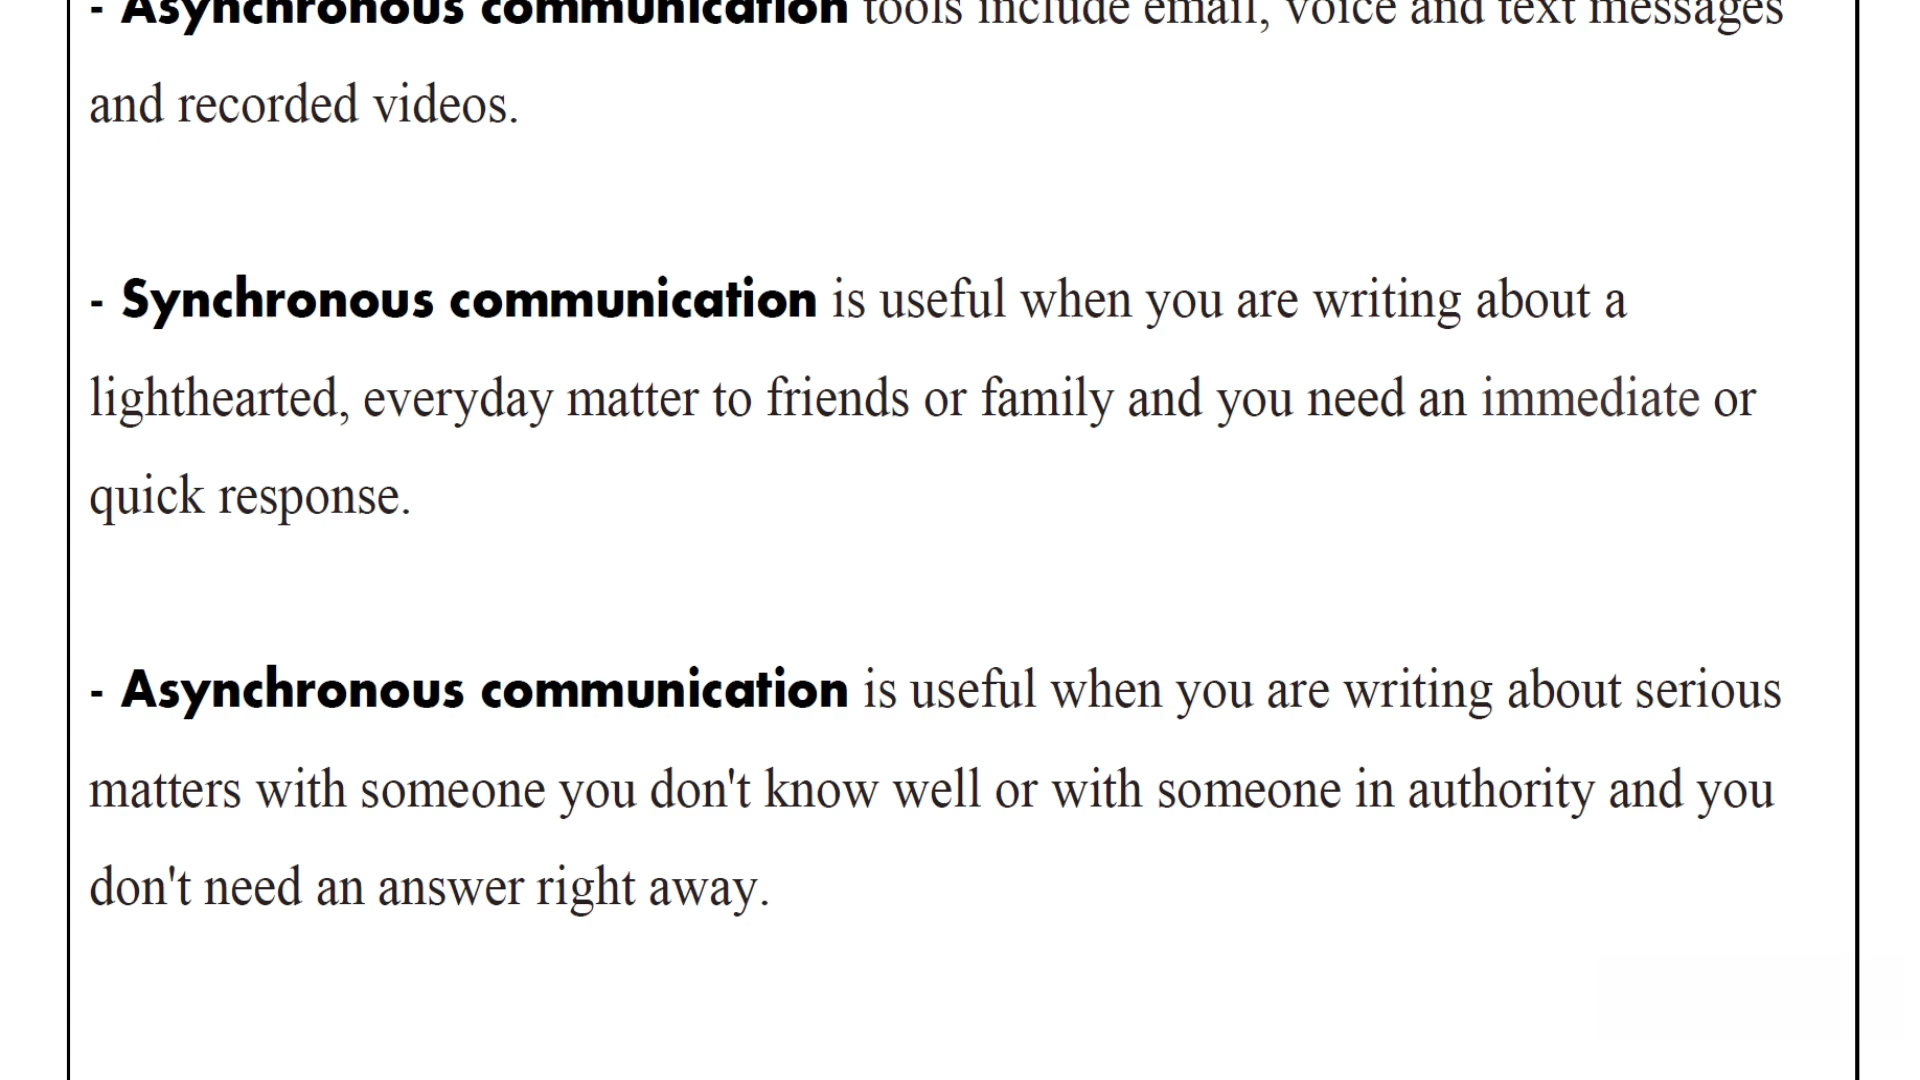 - Asynchronous communication tools include email, voice and text messages
and recorded videos.
- Synchronous communication is useful when you are writing about a
lighthearted, everyday matter to friends or family and you need an immediate or
quick response.
- Asynchronous communication is useful when you are writing about serious
matters with someone you don't know well or with someone in authority and you
don't need an answer right away.